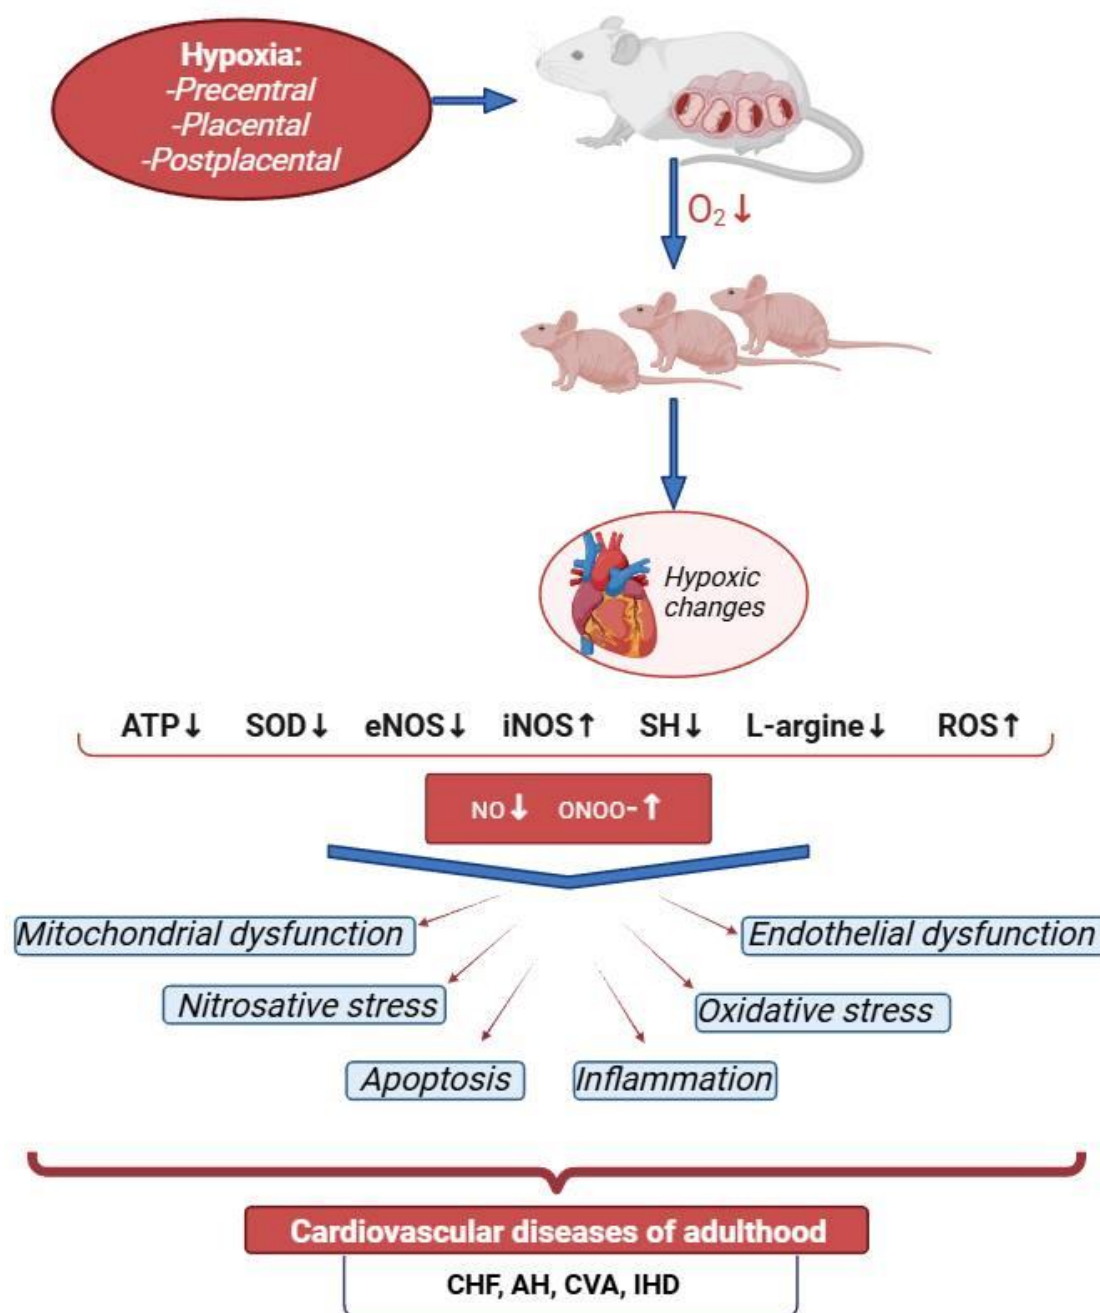 Hypoxia:
-Precentral
-Placental
-Postplacental
O₂ ↓
Hypoxic
changes
ATP↓ SOD↓ eNOS↓ iNOS↑ SH↓ L-argine↓ ROS↑
NO↓ ONOO-↑
Mitochondrial dysfunction
Endothelial dysfunction
Nitrosative stress
Oxidative stress
Apoptosis
Inflammation
Cardiovascular diseases of adulthood
CHF, AH, CVA, IHD